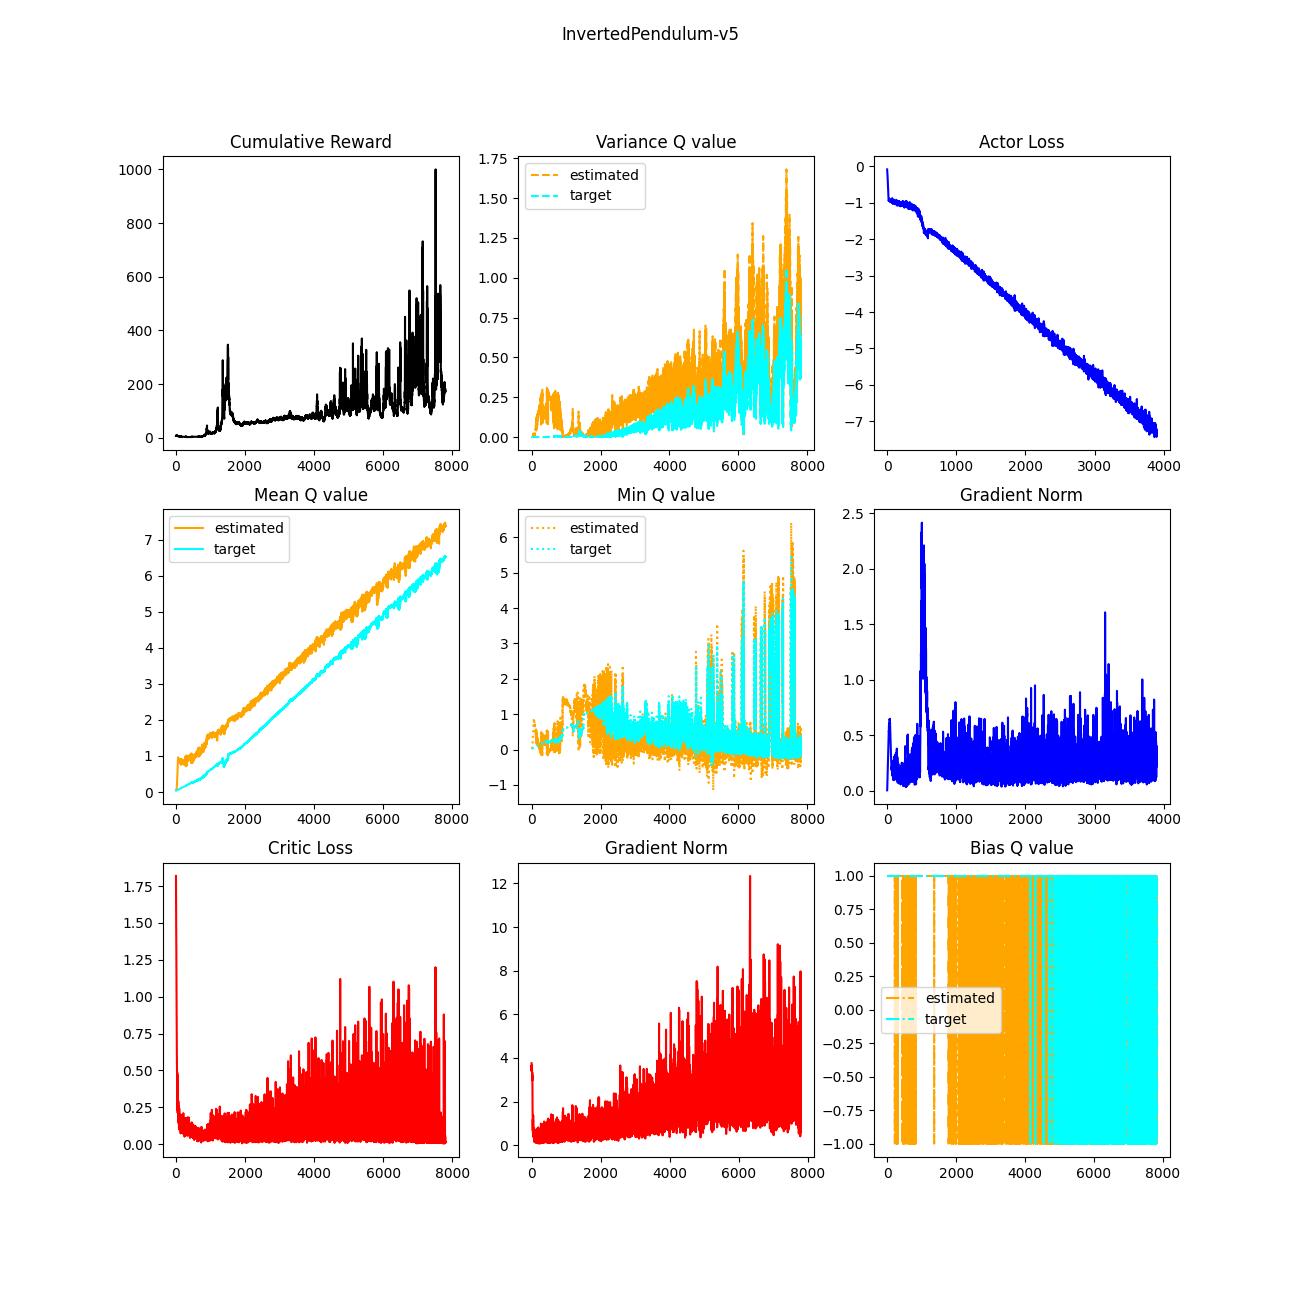 InvertedPendulum-v5
Cumulative Reward
1000
800
600
400
200
0
0 2000 4000 6000 8000
Variance Q value
estimated
target
1.75
1.50
1.25
1.00
0.75
0.50
0.25
0.00
0 2000 4000 6000 8000
Actor Loss
0
−1
−2
−3
−4
−5
−6
−7
0 1000 2000 3000 4000
Mean Q value
estimated
target
7
6
5
4
3
2
1
0
0 2000 4000 6000 8000
Min Q value
estimated
target
6
5
4
3
2
1
0
−1
0 2000 4000 6000 8000
Gradient Norm
2.5
2.0
1.5
1.0
0.5
0.0
0 1000 2000 3000 4000
Critic Loss
1.75
1.50
1.25
1.00
0.75
0.50
0.25
0.00
0 2000 4000 6000 8000
Gradient Norm
12
10
8
6
4
2
0
0 2000 4000 6000 8000
Bias Q value
1.00
0.75
0.50
0.25
0.00
−0.25
−0.50
−0.75
−1.00
estimated
target
0 2000 4000 6000 8000